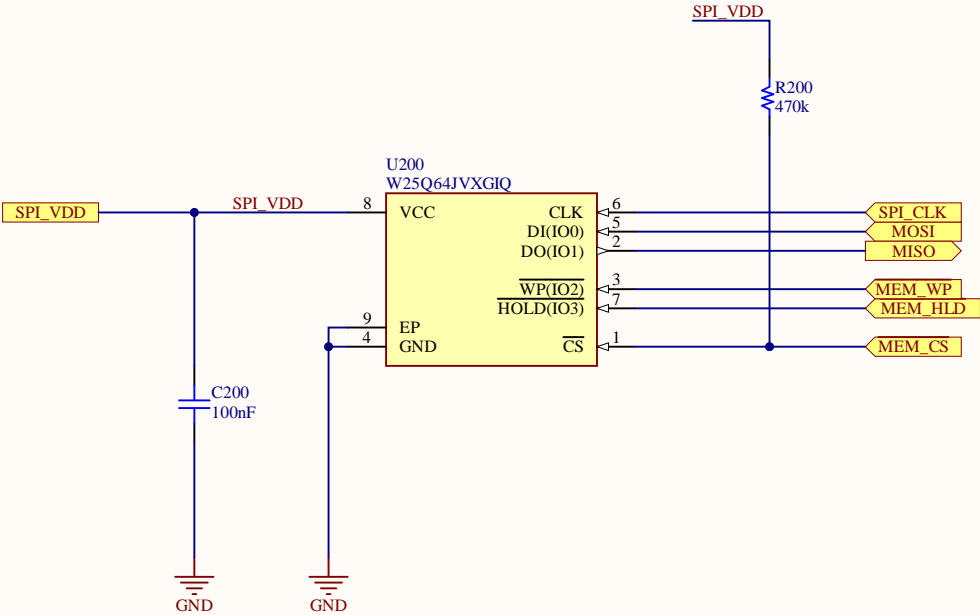 SPI_VDD
R200
470k
U200
W25Q64JVXGIQ
SPI_VDD
SPI_VDD
8
VCC
CLK
6
SPI_CLK
DI(IO0)
5
MOSI
DO(IO1)
2
MISO
WP(IO2)
3
MEM_WP
HOLD(IO3)
7
MEM_HLD
9
EP
4
GND
CS
1
MEM_CS
C200
100nF
GND
GND